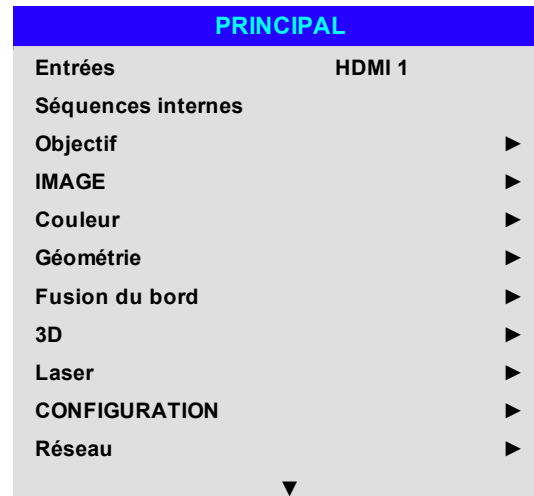 PRINCIPAL
Entrées HDMI 1
Séquences internes
Objectif ►
IMAGE ►
Couleur ►
Géométrie ►
Fusion du bord ►
3D ►
Laser ►
CONFIGURATION ►
Réseau ►
▼